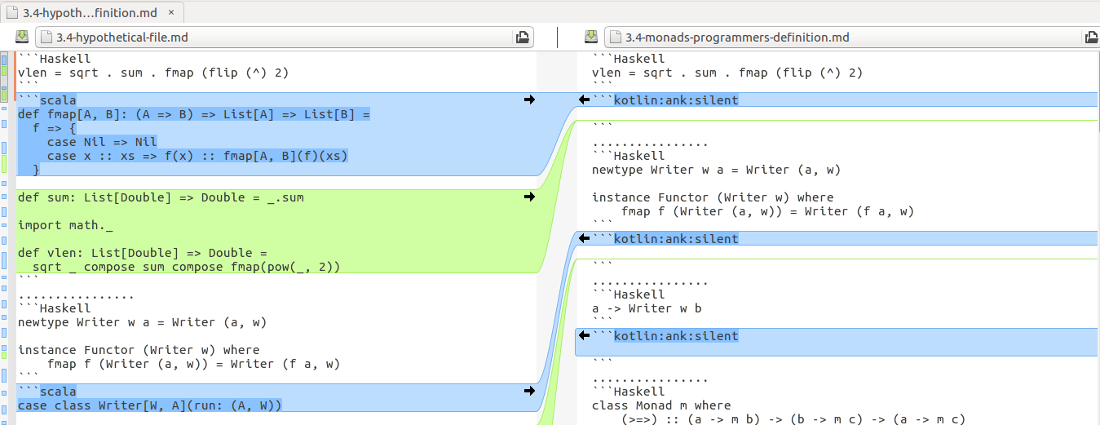 3.4-hypoth...finition.md ×
3.4-hypothetical-file.md
```Haskell
vlen = sqrt . sum . fmap (flip (^) 2)
```
```scala
def fmap[A, B]: (A => B) => List[A] => List[B] =
  f => {
    case Nil => Nil
    case x :: xs => f(x) :: fmap[A, B](f)(xs)
  }
def sum: List[Double] => Double = _.sum
import math._
def vlen: List[Double] => Double =
  sqrt _ compose sum compose fmap(pow(_, 2))
```
................
```Haskell
newtype Writer w a = Writer (a, w)
instance Functor (Writer w) where
    fmap f (Writer (a, w)) = Writer (f a, w)
```
```scala
case class Writer[W, A](run: (A, W))
3.4-monads-programmers-definition.md
```Haskell
vlen = sqrt . sum . fmap (flip (^) 2)
```
```kotlin:ank:silent
```
................
```Haskell
newtype Writer w a = Writer (a, w)
instance Functor (Writer w) where
    fmap f (Writer (a, w)) = Writer (f a, w)
```
```kotlin:ank:silent
```
................
```Haskell
a -> Writer w b
```
```kotlin:ank:silent
```
................
```Haskell
class Monad m where
    (>=>) :: (a -> m b) -> (b -> m c) -> (a -> m c)